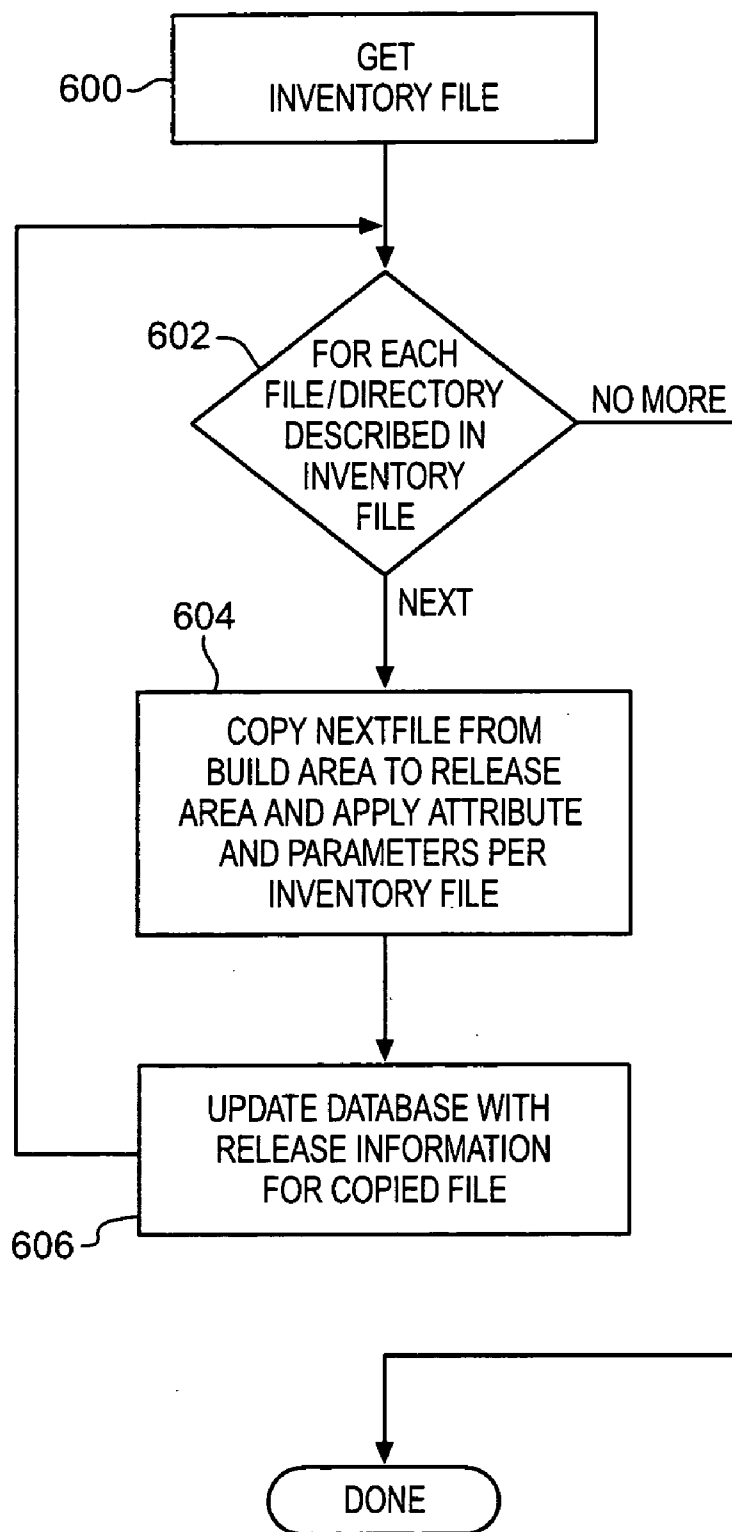 GET
INVENTORY FILE
600
602
FOR EACH
FILE/DIRECTORY
DESCRIBED IN
INVENTORY
FILE
NO MORE
NEXT
604
COPY NEXTFILE FROM
BUILD AREA TO RELEASE
AREA AND APPLY ATTRIBUTE
AND PARAMETERS PER
INVENTORY FILE
UPDATE DATABASE WITH
RELEASE INFORMATION
FOR COPIED FILE
606
DONE